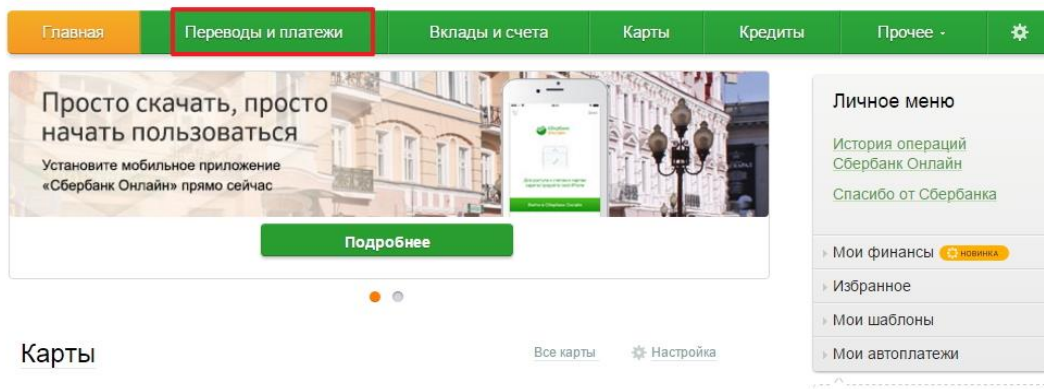 Главная
Переводы и платежи
Вклады и счета
Карты
Кредиты
Прочее
Просто скачать, просто
начать пользоваться
Установите мобильное приложение
«Сбербанк Онлайн» прямо сейчас
Подробнее
Карты
Все карты
Настройка
Личное меню
История операций
Сбербанк Онлайн
Спасибо от Сбербанка
Мои финансы НОВИНКА
Избранное
Мои шаблоны
Мои автоплатежи